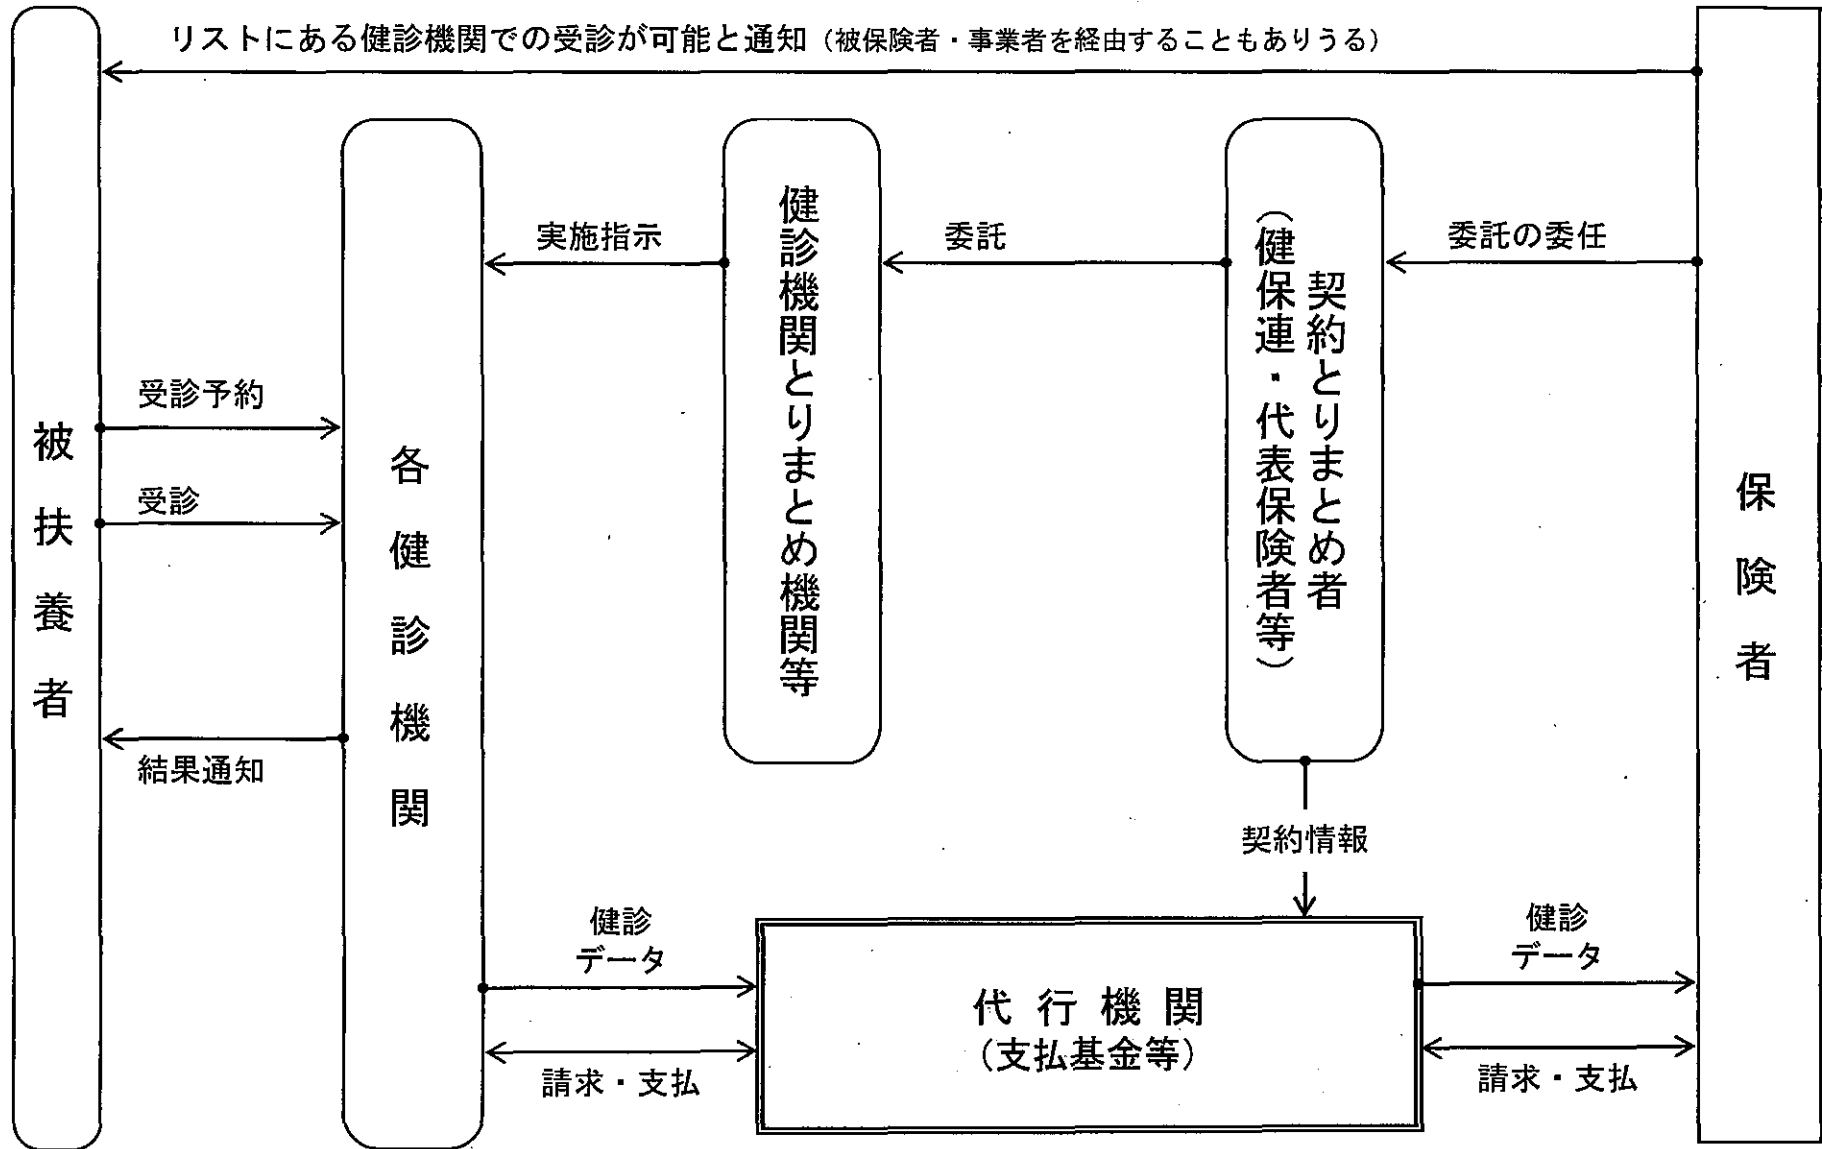 リストにある健診機関での受診が可能と通知（被保険者・事業者を経由することもありうる）
被扶養者
各健診機関
健診機関とりまとめ機関等
契約とりまとめ者
（健保連・代表保険者等）
保険者
実施指示
委託
委託の委任
受診予約
受診
結果通知
契約情報
健診
データ
請求・支払
代行機関
（支払基金等）
健診
データ
請求・支払